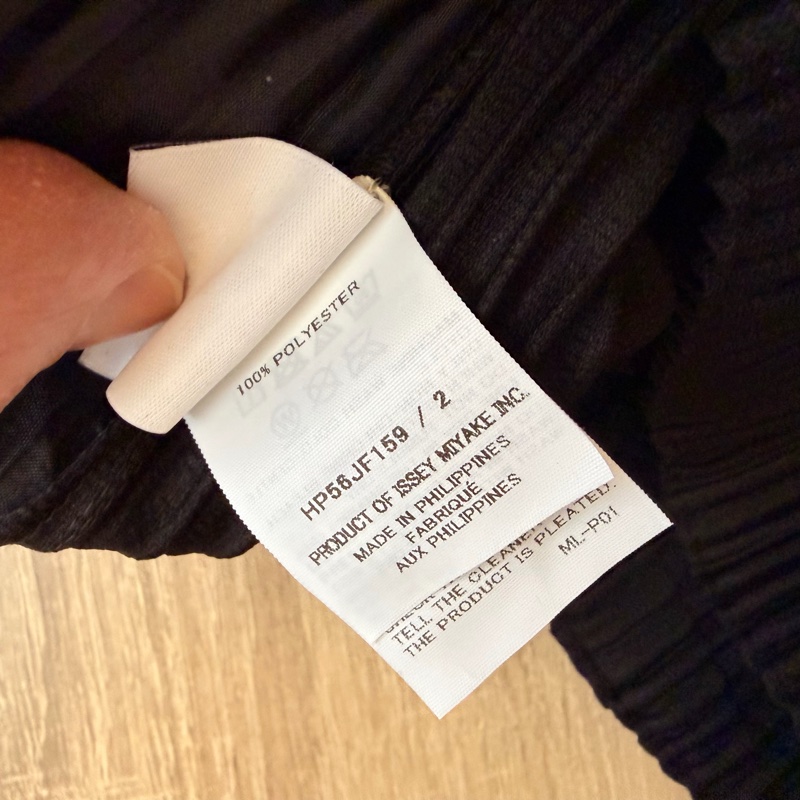 100% POLYESTER
HP56JF159 / 2
PRODUCT OF ISSEY MIYAKE INC.
MADE IN PHILIPPINES
FABRIQUÉ
AUX PHILIPPINES
TELL THE CLEANER
THE PRODUCT IS PLEATED.
ML-P01